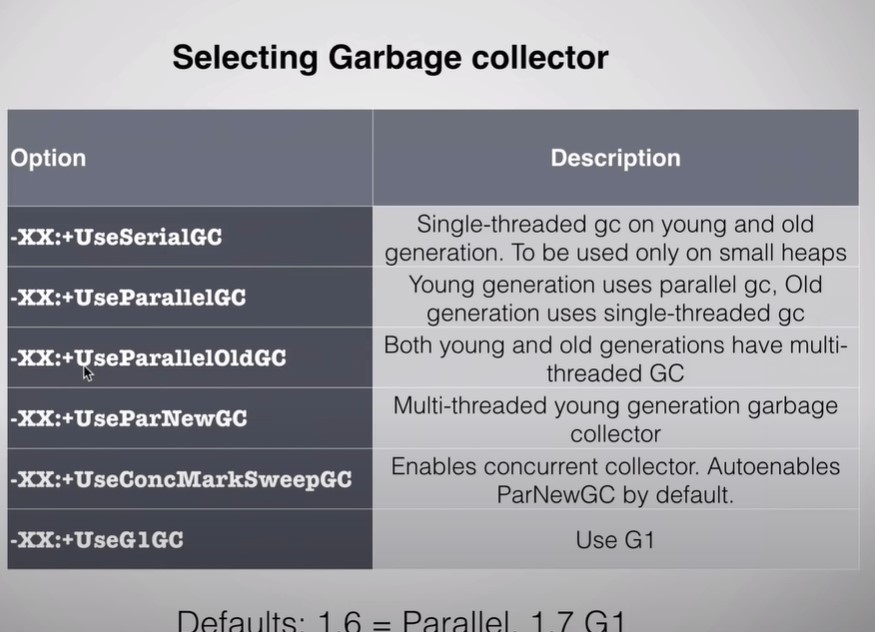 Selecting Garbage collector
Option
Description
-XX:+UseSerialGC
Single-threaded gc on young and old
generation. To be used only on small heaps
-XX:+UseParallelGC
Young generation uses parallel gc, Old
generation uses single-threaded gc
-XX:+UseParallelOldGC
Both young and old generations have multi-
threaded GC
-XX:+UseParNewGC
Multi-threaded young generation garbage
collector
-XX:+UseConcMarkSweepGC
Enables concurrent collector. Autoenables
ParNewGC by default.
-XX:+UseG1GC
Use G1
Defaults: 1.6 = Parallel, 1.7 G1